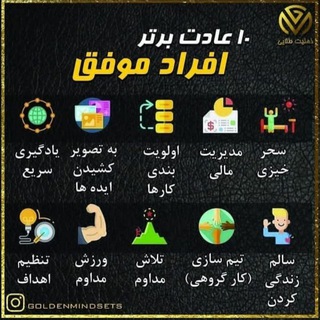 ذهنیت طلایی
۱۰ عادت برتر
افراد موفق
سحر خیزی
مدیریت مالی
اولویت بندی کارها
به تصویر کشیدن ایده ها
یادگیری سریع
سالم زندگی کردن
تیم سازی (کار گروهی)
تلاش مداوم
ورزش مداوم
تنظیم اهداف
GOLDENMINDSETS